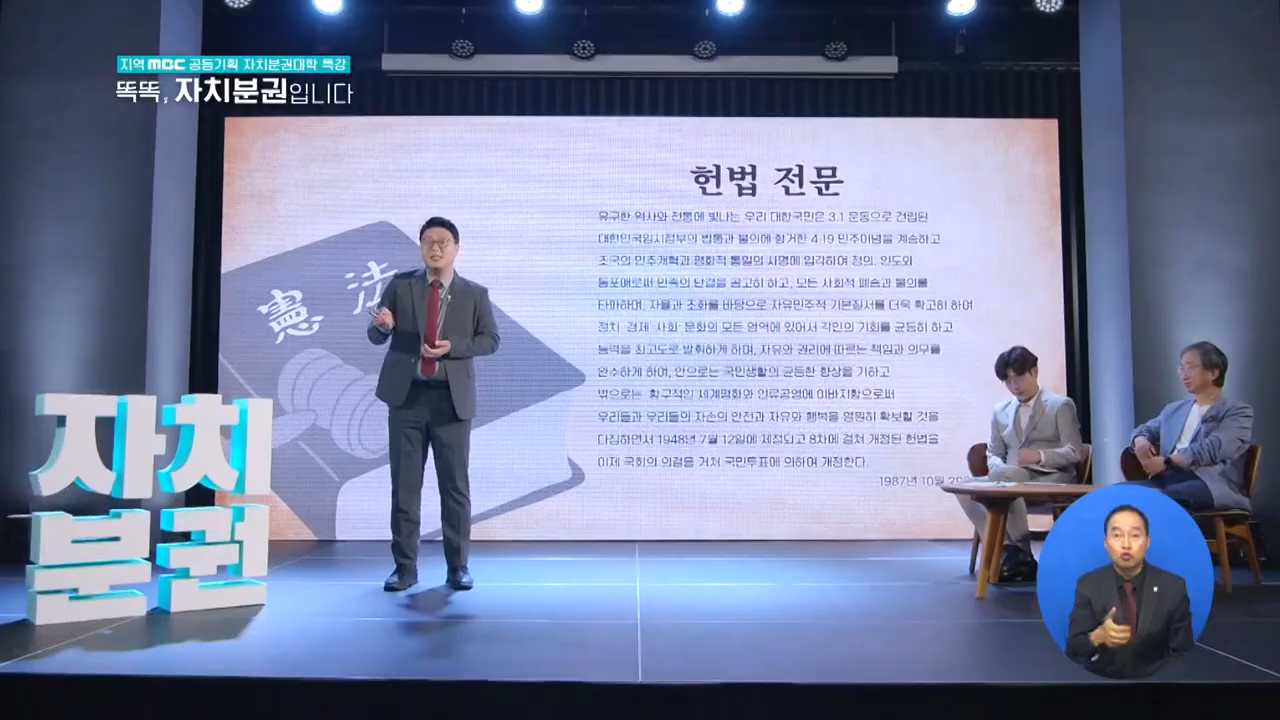 지역 MBC 공동기획 자치분권대학 특강
똑똑, 자치분권입니다
헌법 전문
유구한 역사와 전통에 빛나는 우리 대한국민은 3.1 운동으로 건립된
대한민국임시정부의 법통과 불의에 항거한 4.19 민주이념을 계승하고
조국의 민주개혁과 평화적 통일의 사명에 입각하여 정의, 인도와
동포애로써 민족의 단결을 공고히 하고, 모든 사회적 폐습과 불의를
타파하며, 자율과 조화를 바탕으로 자유민주적 기본질서를 더욱 확고히 하여
정치·경제·사회·문화의 모든 영역에 있어서 각인의 기회를 균등히 하고
능력을 최고도로 발휘하게 하며, 자유와 권리에 따르는 책임과 의무를
완수하게 하여, 안으로는 국민생활의 균등한 향상을 기하고
밖으로는 항구적인 세계평화와 인류공영에 이바지함으로써
우리들과 우리들의 자손의 안전과 자유와 행복을 영원히 확보할 것을
다짐하면서 1948년 7월 12일에 제정되고 8차에 걸쳐 개정된 헌법을
이제 국회의 의결을 거쳐 국민투표에 의하여 개정한다.
1987년 10월
憲法
자치
분권